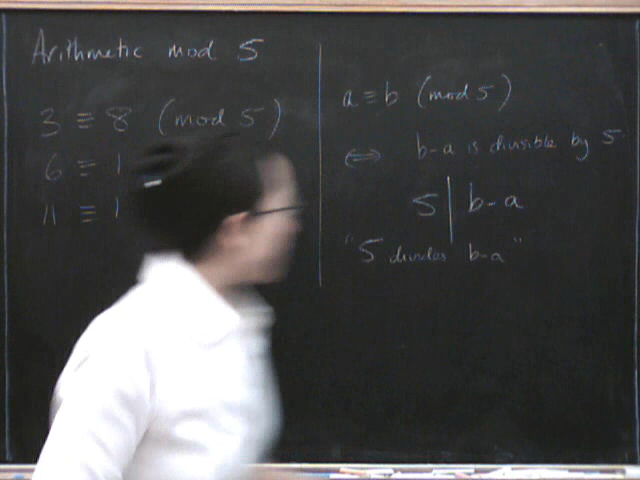 Arithmetic mod 5
3 ≡ 8 (mod 5)
6 ≡ 1
11 ≡ 1
a ≡ b (mod 5)
⇔ b-a is divisible by 5
5 | b-a
"5 divides b-a"